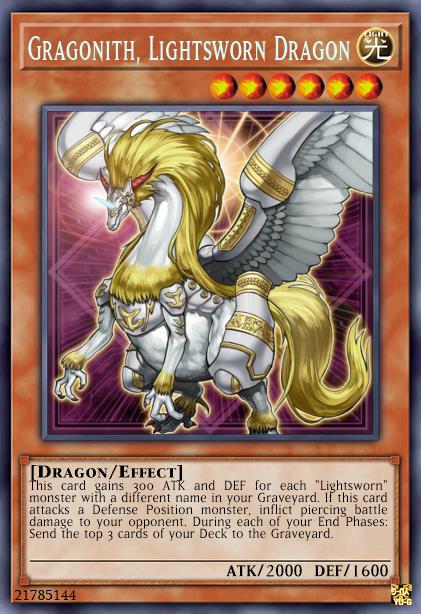 GRAGONITH, LIGHTSWORN DRAGON
LIGHT
光
[DRAGON/EFFECT]
This card gains 300 ATK and DEF for each "Lightsworn"
monster with a different name in your Graveyard. If this card
attacks a Defense Position monster, inflict piercing battle
damage to your opponent. During each of your End Phases:
Send the top 3 cards of your Deck to the Graveyard.
ATK/2000 DEF/1600
21785144